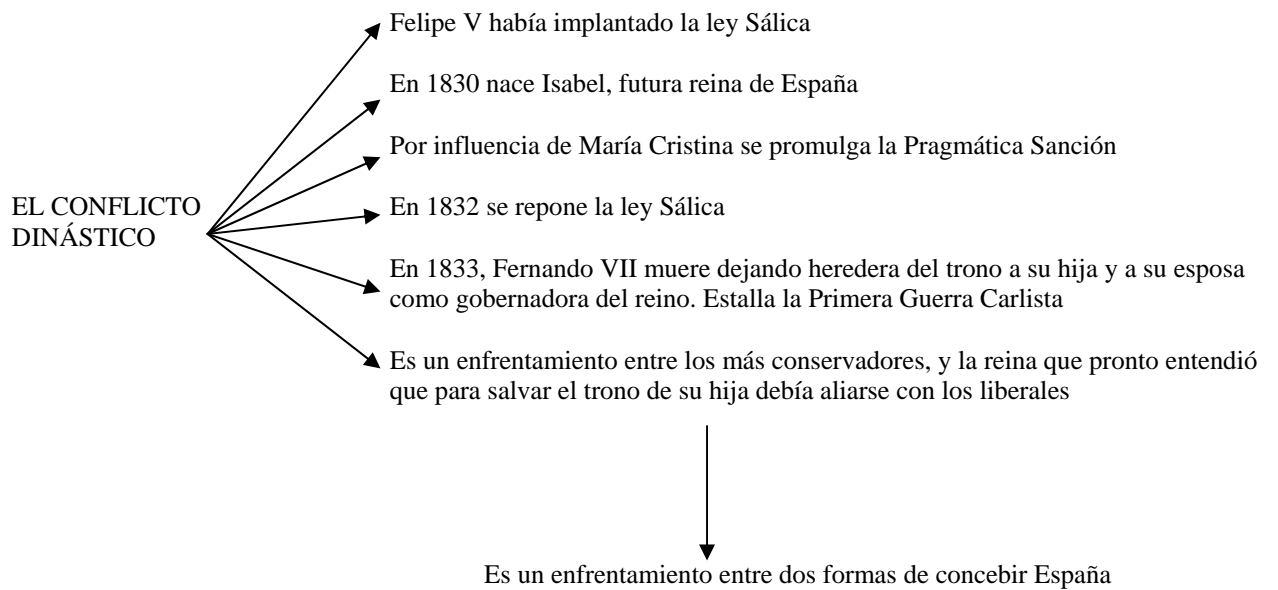 Felipe V había implantado la ley Sálica
En 1830 nace Isabel, futura reina de España
Por influencia de María Cristina se promulga la Pragmática Sanción
EL CONFLICTO
DINÁSTICO
En 1832 se repone la ley Sálica
En 1833, Fernando VII muere dejando heredera del trono a su hija y a su esposa
como gobernadora del reino. Estalla la Primera Guerra Carlista
Es un enfrentamiento entre los más conservadores, y la reina que pronto entendió
que para salvar el trono de su hija debía aliarse con los liberales
Es un enfrentamiento entre dos formas de concebir España